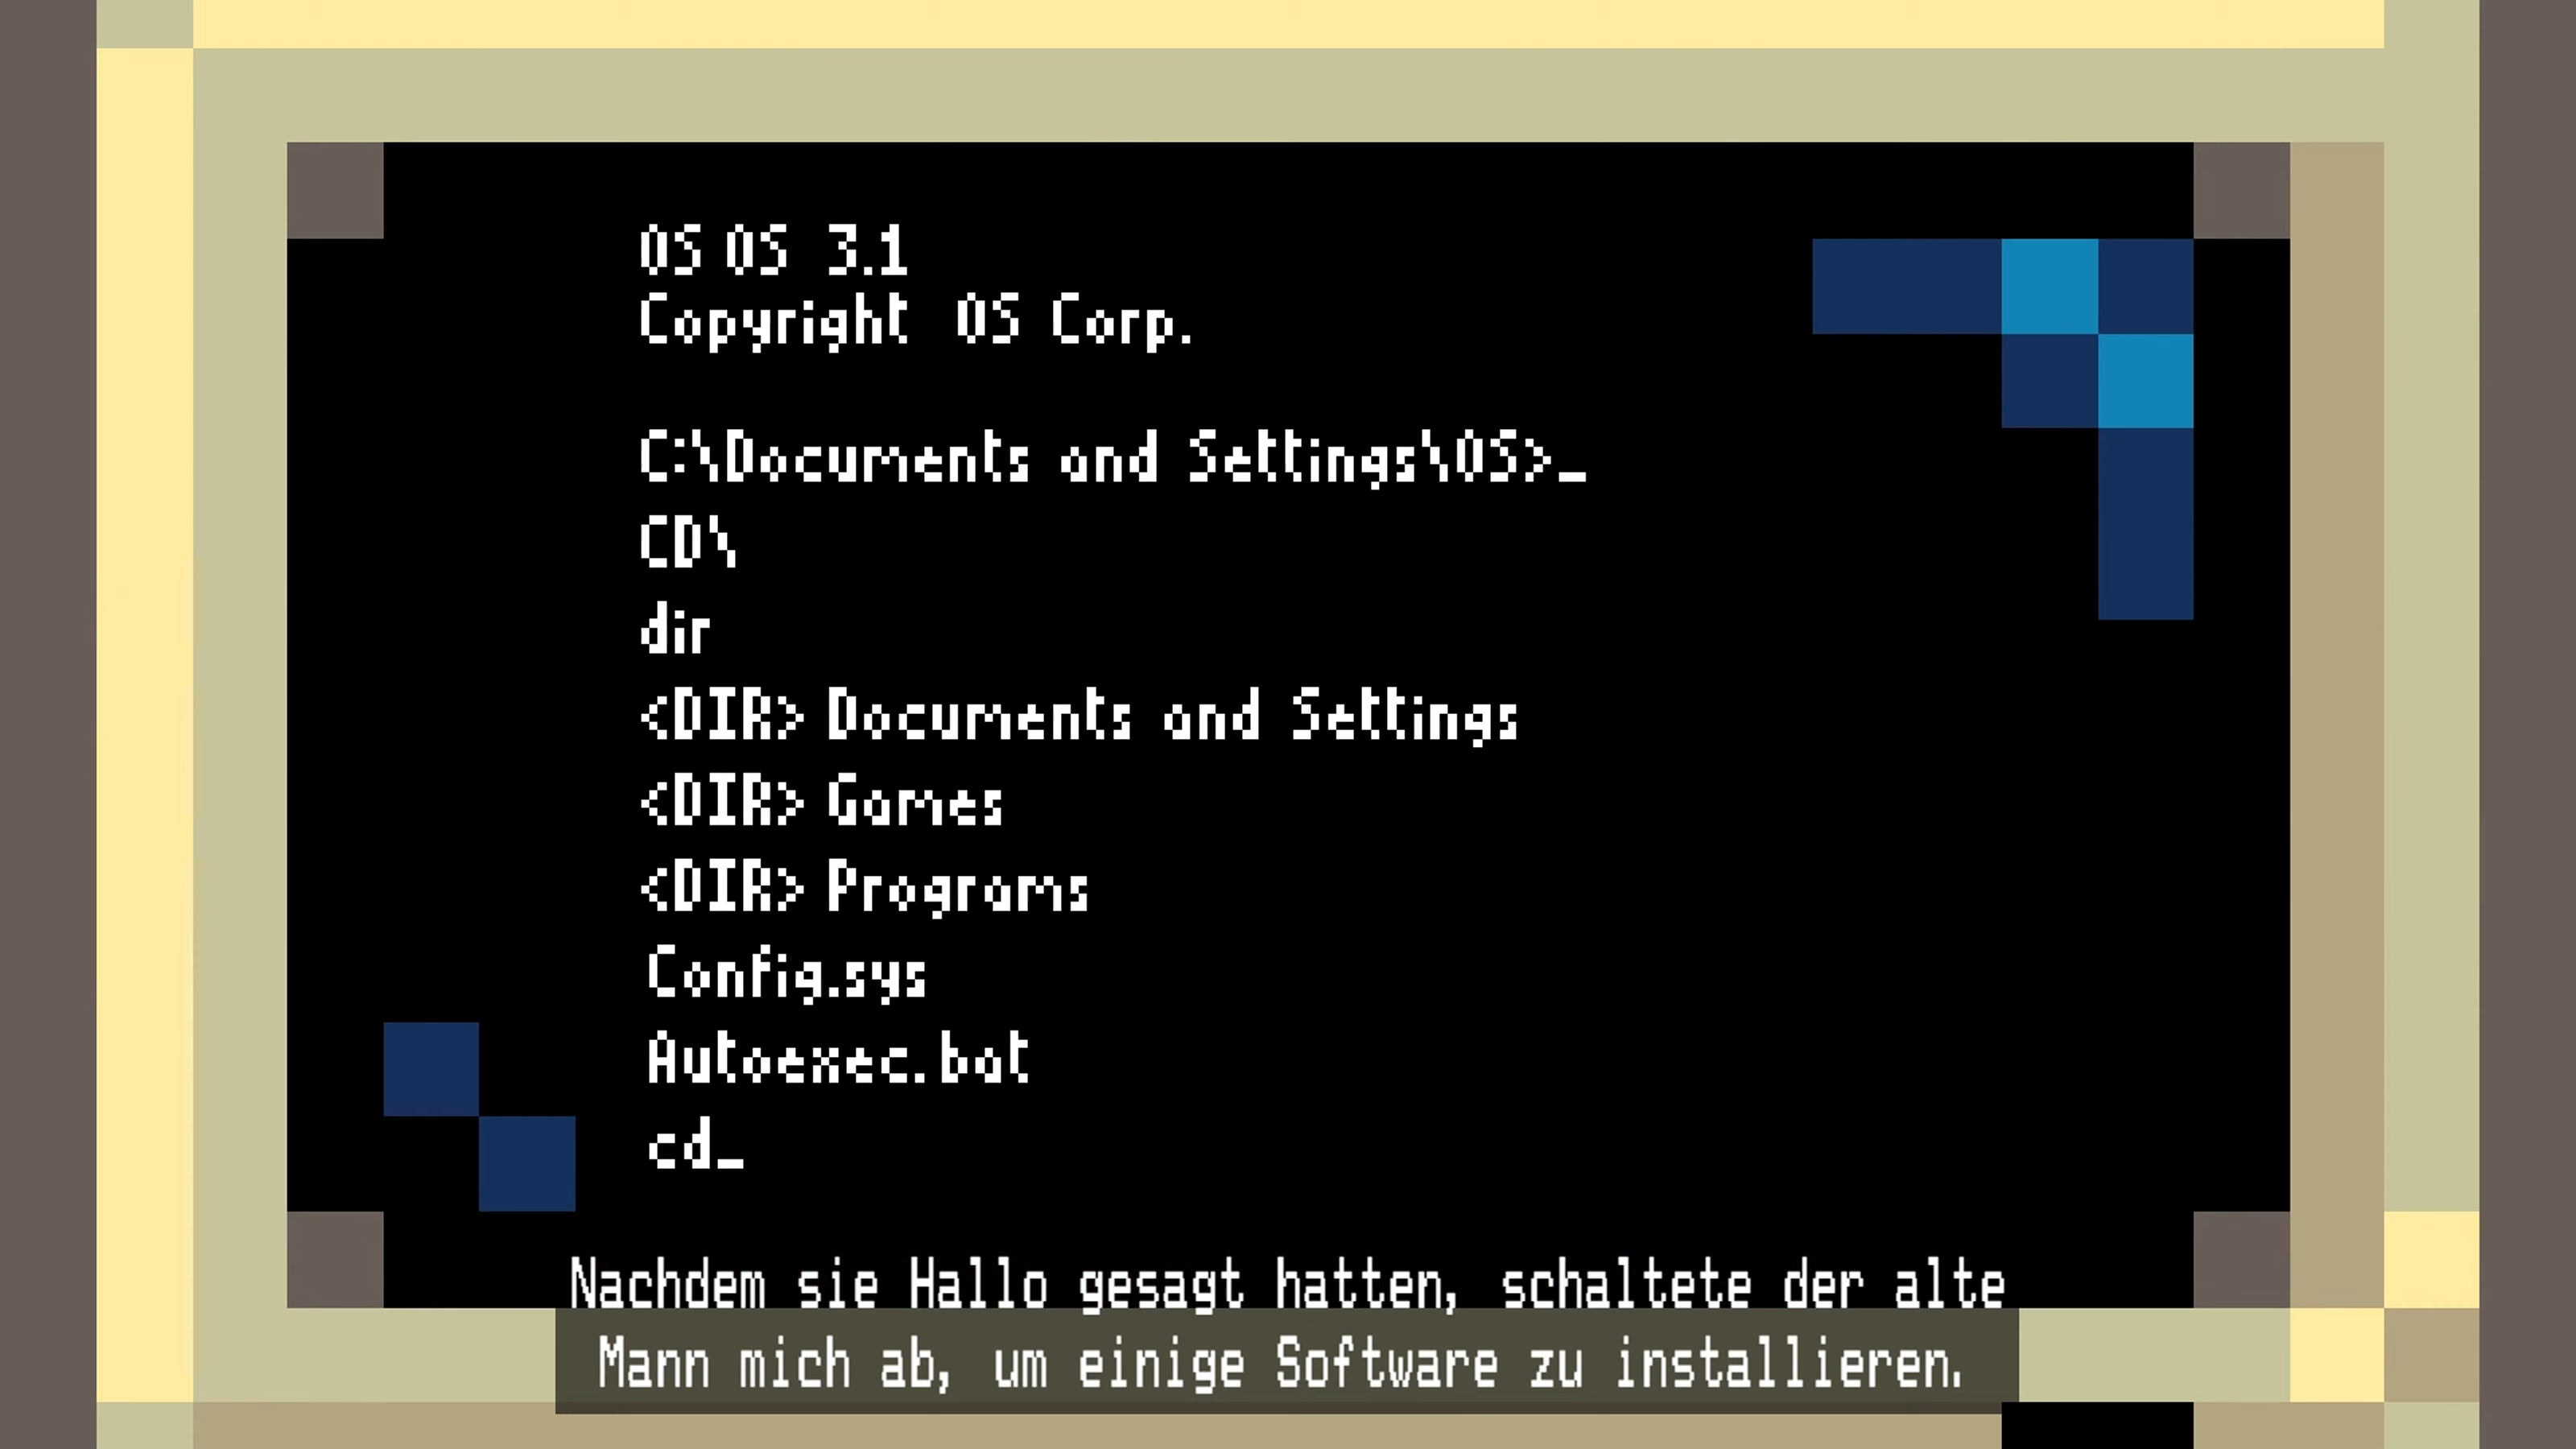 OS OS 3.1
Copyright OS Corp.
C:\Documents and Settings\OS>_
CD\
dir
<DIR> Documents and Settings
<DIR> Games
<DIR> Programs
Config.sys
Autoexec.bat
cd_
Nachdem sie Hallo gesagt hatten, schaltete der alte
Mann mich ab, um einige Software zu installieren.